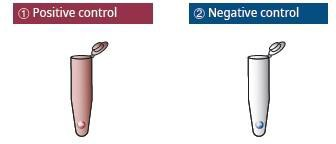 ① Positive control
② Negative control